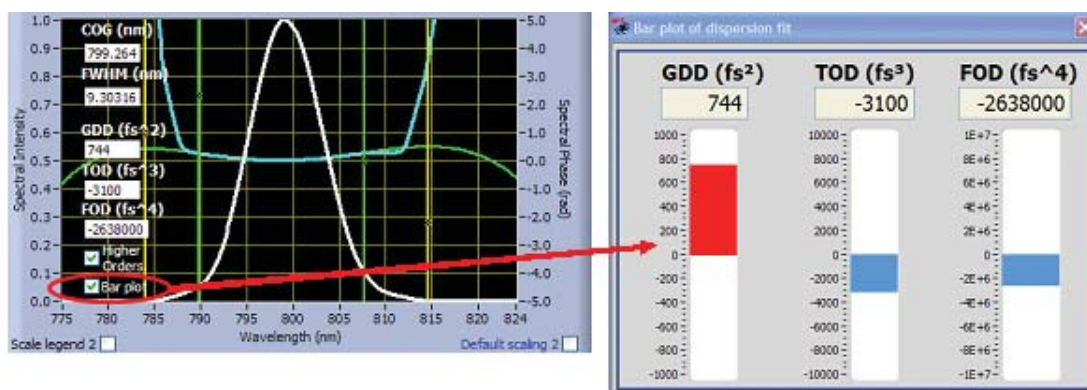 COG (nm)
799.264
FWHM (nm)
9.30316
GDD (fs^2)
744
TOD (fs^3)
-3100
FOD (fs^4)
-2638000
Higher
Orders
Bar plot
1.0
0.9
0.8
0.7
0.6
0.5
0.4
0.3
0.2
0.1
0.0
Spectral Intensity
5.0
4.0
3.0
2.0
1.0
-0.0
-1.0
-2.0
-3.0
-4.0
-5.0
Spectral Phase (rad)
775 780 785 790 795 800 805 810 815 820 824
Wavelength (nm)
Scale legend 2
Default scaling 2
Bar plot of dispersion fit
GDD (fs²) TOD (fs³) FOD (fs^4)
744 -3100 -2638000
1000 10000 1E+7
800 8000 8E+6
600 6000 6E+6
400 4000 4E+6
200 2000 2E+6
0 0 0
-200 -2000 -2E+6
-400 -4000 -4E+6
-600 -6000 -6E+6
-800 -8000 -8E+6
-1000 -10000 -1E+7